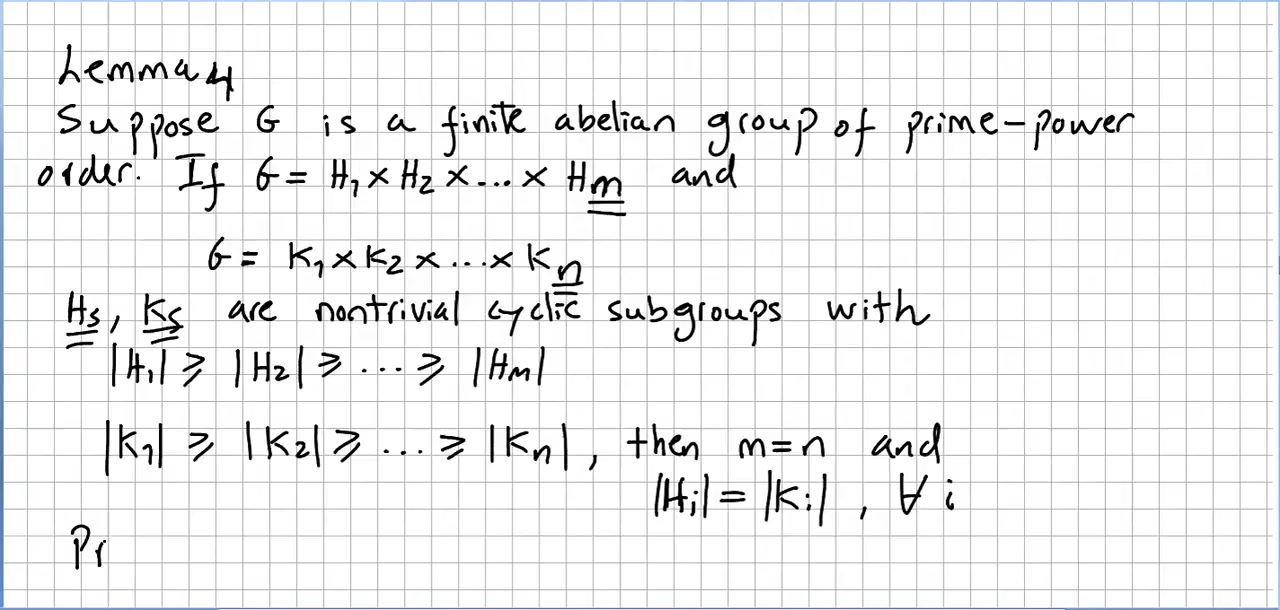 Lemma 4
Suppose G is a finite abelian group of prime-power
order. If G = H₁ × H₂ × ... × Hm and
G = K₁ × K₂ × ... × Kn
Hs, Ks are nontrivial cyclic subgroups with
|H₁| ⩾ |H₂| ⩾ ... ⩾ |Hm|
|K₁| ⩾ |K₂| ⩾ ... ⩾ |Kn|, then m=n and
|Hi| = |Ki|, ∀ i
Pr